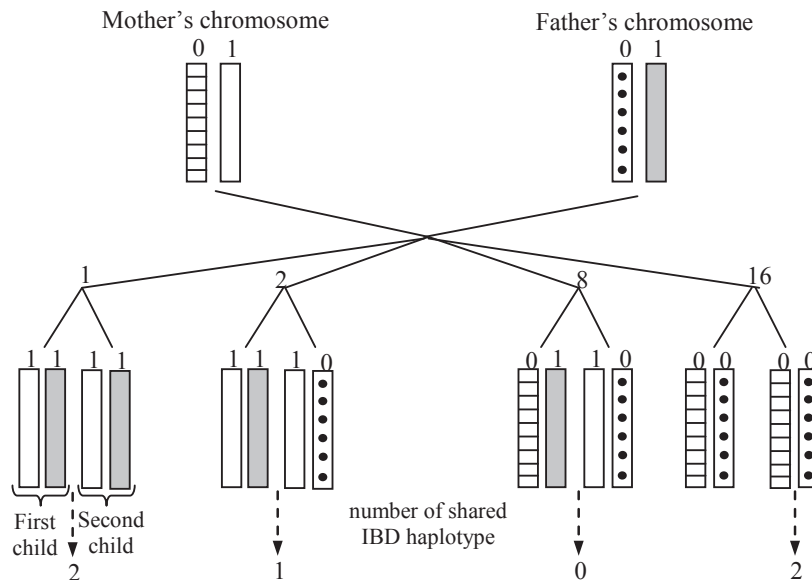 Mother's chromosome
Father's chromosome
0 1
0 1
1 2 8 16
1 1 1 1
1 1 1 0
0 1 1 0
0 0 0 0
First child
Second child
number of shared
IBD haplotype
2 1 0 2